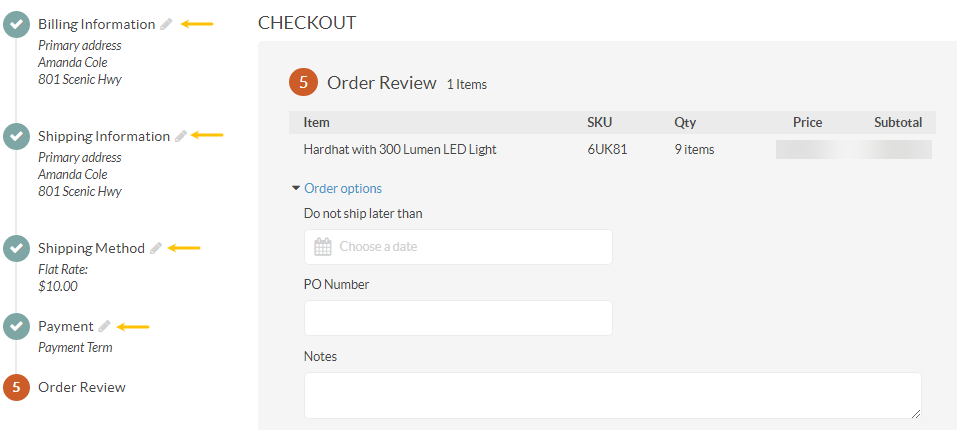 Billing Information
Primary address
Amanda Cole
801 Scenic Hwy
Shipping Information
Primary address
Amanda Cole
801 Scenic Hwy
Shipping Method
Flat Rate:
$10.00
Payment
Payment Term
5 Order Review
CHECKOUT
5 Order Review 1 Items
Item SKU Qty Price Subtotal
Hardhat with 300 Lumen LED Light 6UK81 9 items
Order options
Do not ship later than
Choose a date
PO Number
Notes